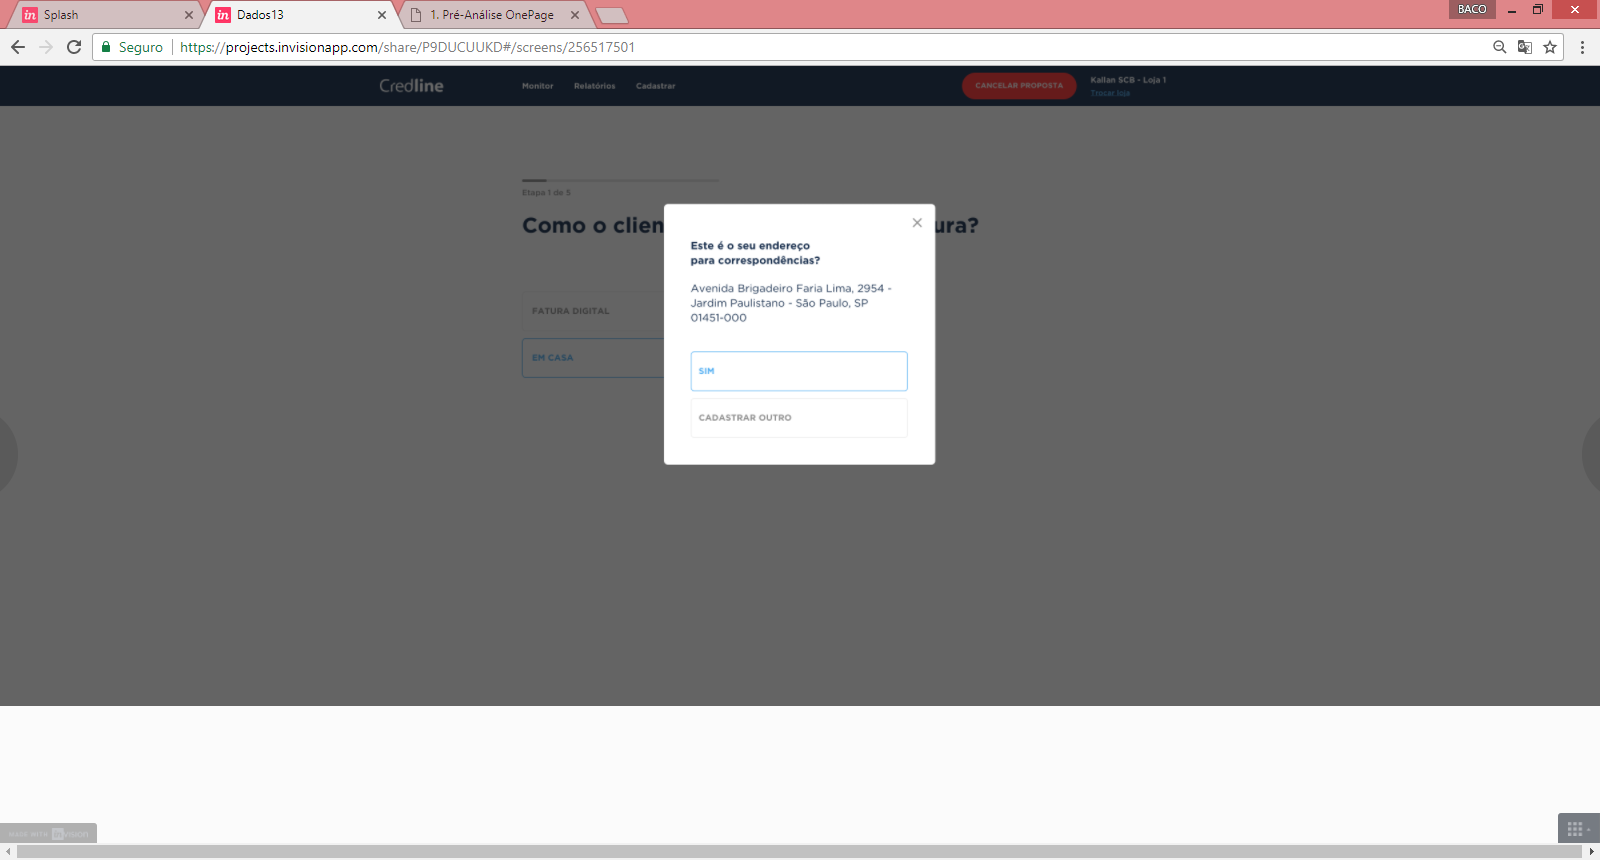 Splash
Dados13
1. Pré-Análise OnePage
BACO
Seguro
https://projects.invisionapp.com/share/P9DUCUUKD#/screens/256517501
Credline
Monitor
Relatórios
Cadastrar
CANCELAR PROPOSTA
Kallan SCB - Loja 1
Trocar loja
Etapa 1 de 5
Como o clien
ura?
FATURA DIGITAL
EM CASA
Este é o seu endereço
para correspondências?
Avenida Brigadeiro Faria Lima, 2954 -
Jardim Paulistano - São Paulo, SP
01451-000
SIM
CADASTRAR OUTRO
MADE WITH inVISION